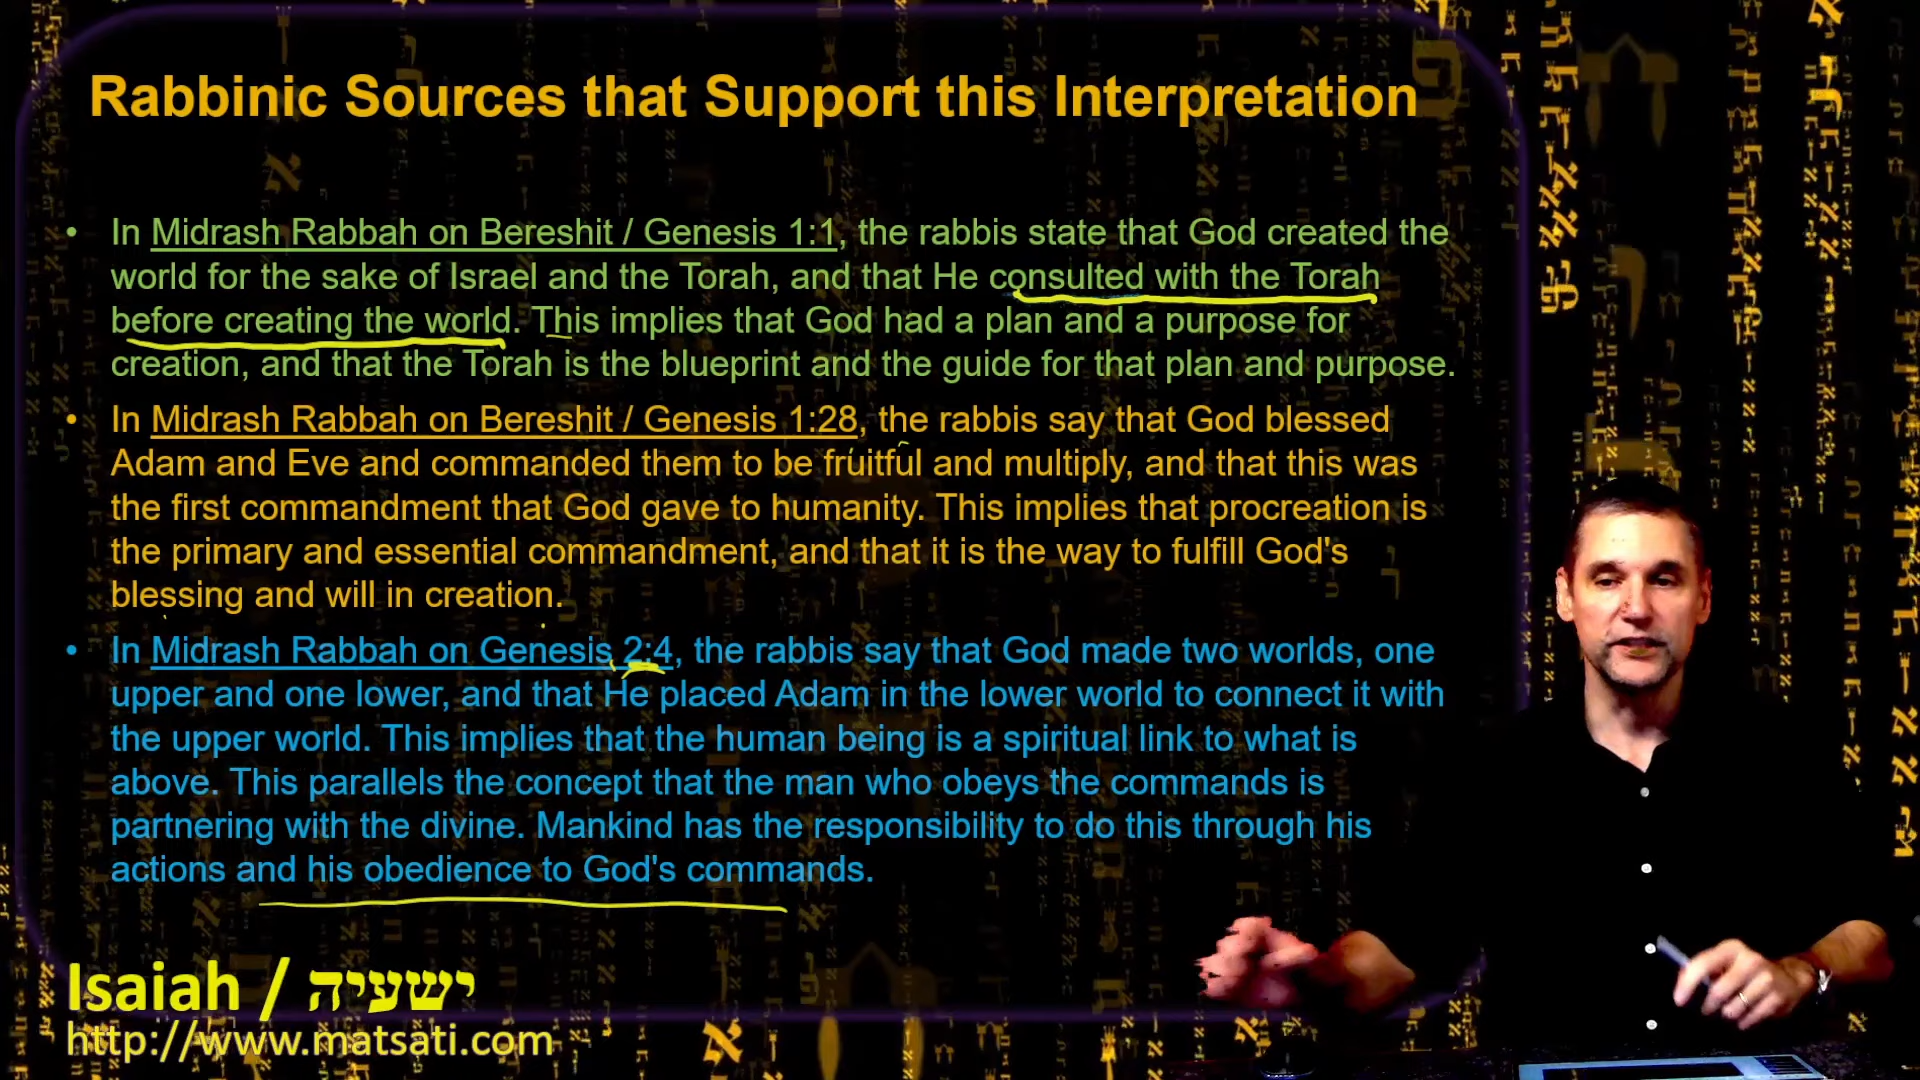 Rabbinic Sources that Support this Interpretation
• In Midrash Rabbah on Bereshit / Genesis 1:1, the rabbis state that God created the
world for the sake of Israel and the Torah, and that He consulted with the Torah
before creating the world. This implies that God had a plan and a purpose for
creation, and that the Torah is the blueprint and the guide for that plan and purpose.
• In Midrash Rabbah on Bereshit / Genesis 1:28, the rabbis say that God blessed
Adam and Eve and commanded them to be fruitful and multiply, and that this was
the first commandment that God gave to humanity. This implies that procreation is
the primary and essential commandment, and that it is the way to fulfill God's
blessing and will in creation.
• In Midrash Rabbah on Genesis 2:4, the rabbis say that God made two worlds, one
upper and one lower, and that He placed Adam in the lower world to connect it with
the upper world. This implies that the human being is a spiritual link to what is
above. This parallels the concept that the man who obeys the commands is
partnering with the divine. Mankind has the responsibility to do this through his
actions and his obedience to God's commands.
Isaiah / ישעיה
http://www.matsati.com